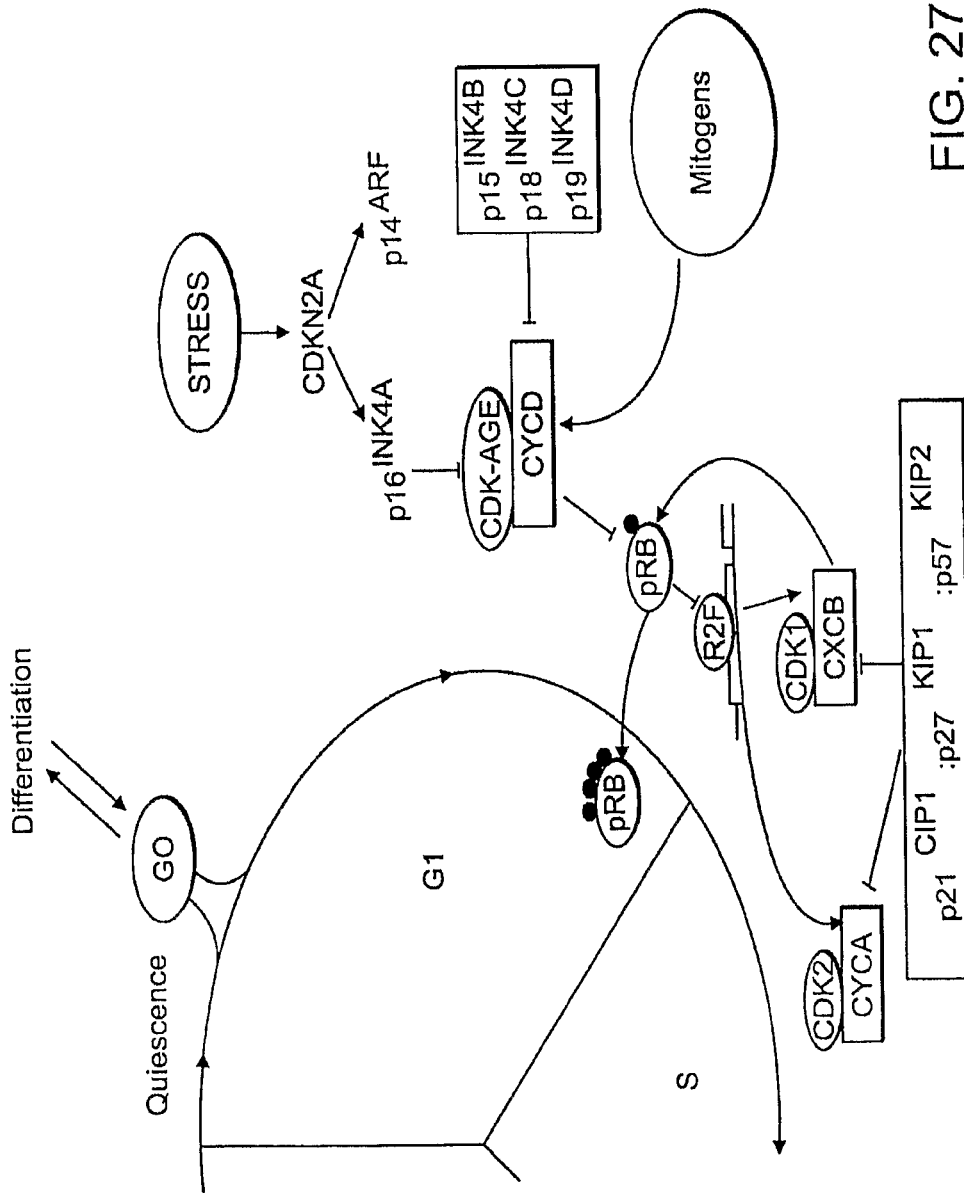 Differentiation
GO
Quiescence
G1
S
STRESS
CDKN2A
p16INK4A
p14ARF
CDK-AGE
CYCD
p15INK4B
p18INK4C
p19INK4D
Mitogens
pRB
pRB
R2F
CDK1
CXCB
CDK2
CYCA
p21 CIP1 :p27 KIP1 :p57 KIP2
FIG. 27